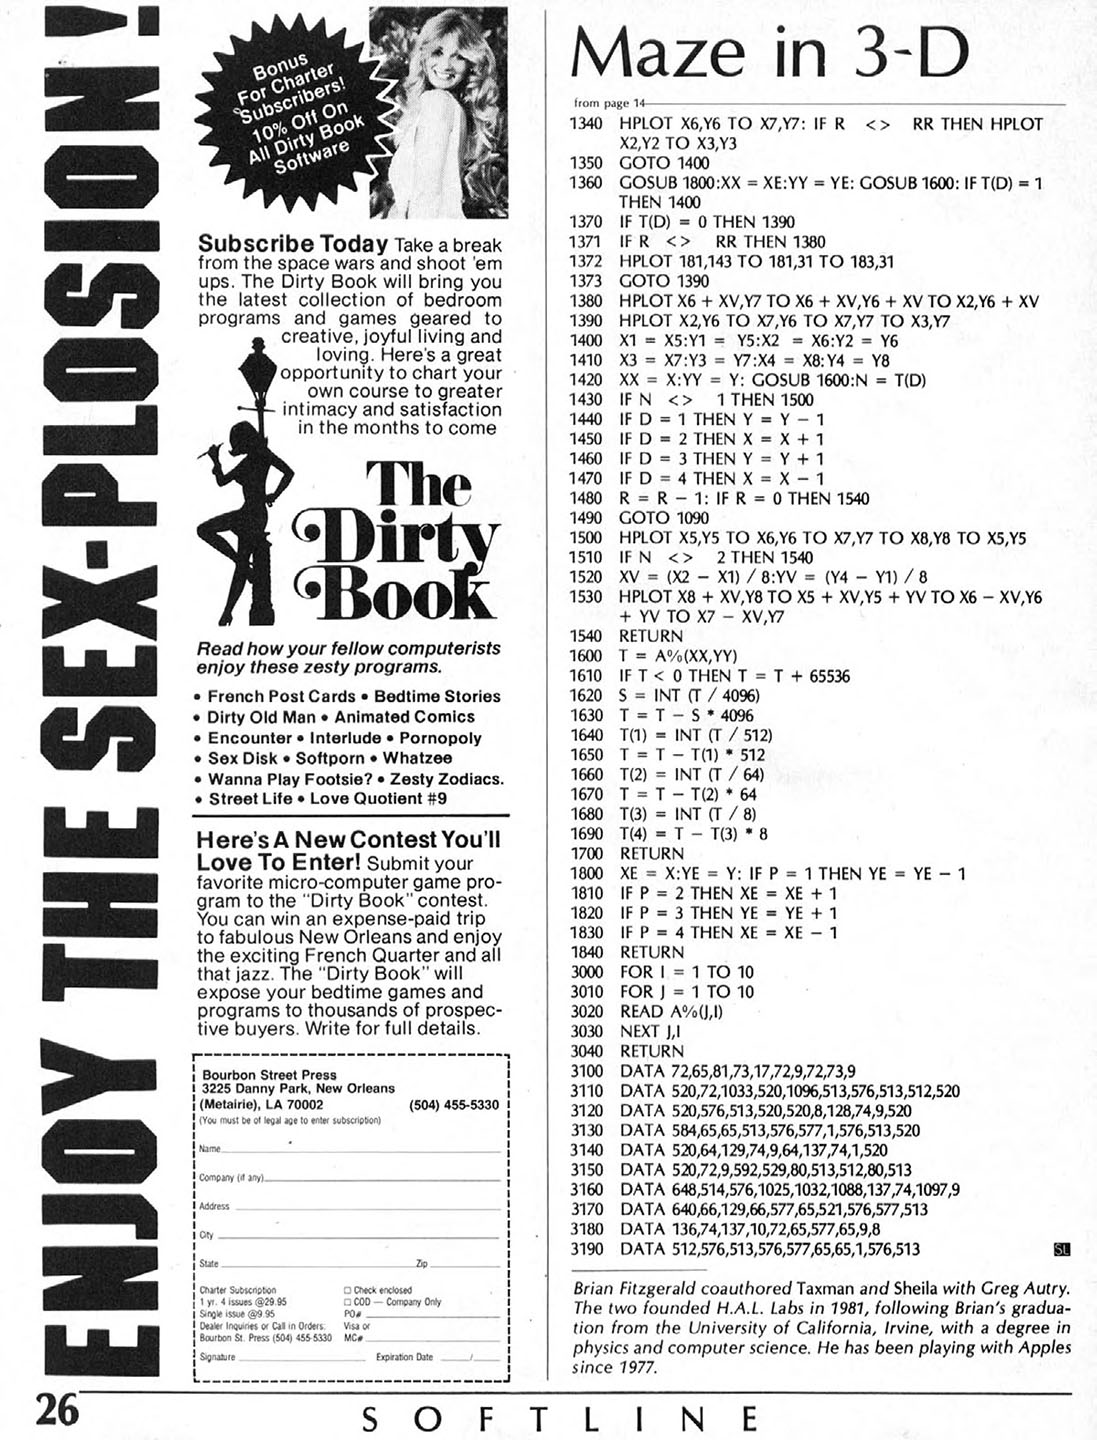 ENJOY THE SEX-PLOSION!
Bonus
For Charter
Subscribers!
10% Off On
All Dirty Book
Software
Subscribe Today Take a break
from the space wars and shoot 'em
ups. The Dirty Book will bring you
the latest collection of bedroom
programs and games geared to
creative, joyful living and
loving. Here's a great
opportunity to chart your
own course to greater
intimacy and satisfaction
in the months to come
The
Dirty
Book
Read how your fellow computerists
enjoy these zesty programs.
• French Post Cards • Bedtime Stories
• Dirty Old Man • Animated Comics
• Encounter • Interlude • Pornopoly
• Sex Disk • Softporn • Whatzee
• Wanna Play Footsie? • Zesty Zodiacs.
• Street Life • Love Quotient #9
Here's A New Contest You'll
Love To Enter! Submit your
favorite micro-computer game pro-
gram to the "Dirty Book" contest.
You can win an expense-paid trip
to fabulous New Orleans and enjoy
the exciting French Quarter and all
that jazz. The "Dirty Book" will
expose your bedtime games and
programs to thousands of prospec-
tive buyers. Write for full details.
Bourbon Street Press
3225 Danny Park, New Orleans
(Metairie), LA 70002 (504) 455-5330
(You must be of legal age to enter subscription)
Name
Company (if any)
Address
City
State Zip
Charter Subscription □ Check enclosed
1 yr. 4 issues @29.95 □ COD — Company Only
Single issue @9.95 PO#
Dealer Inquiries or Call in Orders: Visa or
Bourbon St. Press (504) 455-5330 MC#
Signature Expiration Date /
Maze in 3-D
from page 14
1340 HPLOT X6,Y6 TO X7,Y7: IF R <> RR THEN HPLOT
X2,Y2 TO X3,Y3
1350 GOTO 1400
1360 GOSUB 1800:XX = XE:YY = YE: GOSUB 1600: IF T(D) = 1
THEN 1400
1370 IF T(D) = 0 THEN 1390
1371 IF R <> RR THEN 1380
1372 HPLOT 181,143 TO 181,31 TO 183,31
1373 GOTO 1390
1380 HPLOT X6 + XV,Y7 TO X6 + XV,Y6 + XV TO X2,Y6 + XV
1390 HPLOT X2,Y6 TO X7,Y6 TO X7,Y7 TO X3,Y7
1400 X1 = X5:Y1 = Y5:X2 = X6:Y2 = Y6
1410 X3 = X7:Y3 = Y7:X4 = X8:Y4 = Y8
1420 XX = X:YY = Y: GOSUB 1600:N = T(D)
1430 IF N <> 1 THEN 1500
1440 IF D = 1 THEN Y = Y − 1
1450 IF D = 2 THEN X = X + 1
1460 IF D = 3 THEN Y = Y + 1
1470 IF D = 4 THEN X = X − 1
1480 R = R − 1: IF R = 0 THEN 1540
1490 GOTO 1090
1500 HPLOT X5,Y5 TO X6,Y6 TO X7,Y7 TO X8,Y8 TO X5,Y5
1510 IF N <> 2 THEN 1540
1520 XV = (X2 − X1) / 8:YV = (Y4 − Y1) / 8
1530 HPLOT X8 + XV,Y8 TO X5 + XV,Y5 + YV TO X6 − XV,Y6
+ YV TO X7 − XV,Y7
1540 RETURN
1600 T = A%(XX,YY)
1610 IF T < 0 THEN T = T + 65536
1620 S = INT (T / 4096)
1630 T = T − S * 4096
1640 T(1) = INT (T / 512)
1650 T = T − T(1) * 512
1660 T(2) = INT (T / 64)
1670 T = T − T(2) * 64
1680 T(3) = INT (T / 8)
1690 T(4) = T − T(3) * 8
1700 RETURN
1800 XE = X:YE = Y: IF P = 1 THEN YE = YE − 1
1810 IF P = 2 THEN XE = XE + 1
1820 IF P = 3 THEN YE = YE + 1
1830 IF P = 4 THEN XE = XE − 1
1840 RETURN
3000 FOR I = 1 TO 10
3010 FOR J = 1 TO 10
3020 READ A%(J,I)
3030 NEXT J,I
3040 RETURN
3100 DATA 72,65,81,73,17,72,9,72,73,9
3110 DATA 520,72,1033,520,1096,513,576,513,512,520
3120 DATA 520,576,513,520,520,8,128,74,9,520
3130 DATA 584,65,65,513,576,577,1,576,513,520
3140 DATA 520,64,129,74,9,64,137,74,1,520
3150 DATA 520,72,9,592,529,80,513,512,80,513
3160 DATA 648,514,576,1025,1032,1088,137,74,1097,9
3170 DATA 640,66,129,66,577,65,521,576,577,513
3180 DATA 136,74,137,10,72,65,577,65,9,8
3190 DATA 512,576,513,576,577,65,65,1,576,513
SL
Brian Fitzgerald coauthored Taxman and Sheila with Greg Autry.
The two founded H.A.L. Labs in 1981, following Brian's gradua-
tion from the University of California, Irvine, with a degree in
physics and computer science. He has been playing with Apples
since 1977.
26
SOFTLINE